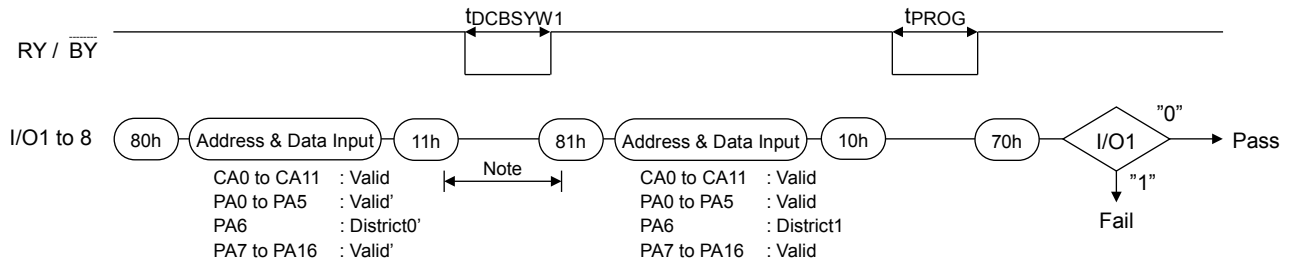 tDCBSYW1
tPROG
RY / BY
I/O1 to 8
80h
Address & Data Input
11h
81h
Address & Data Input
10h
70h
I/O1
”0”
Pass
”1”
Fail
Note
CA0 to CA11 : Valid
PA0 to PA5 : Valid’
PA6 : District0’
PA7 to PA16 : Valid’
CA0 to CA11 : Valid
PA0 to PA5 : Valid
PA6 : District1
PA7 to PA16 : Valid